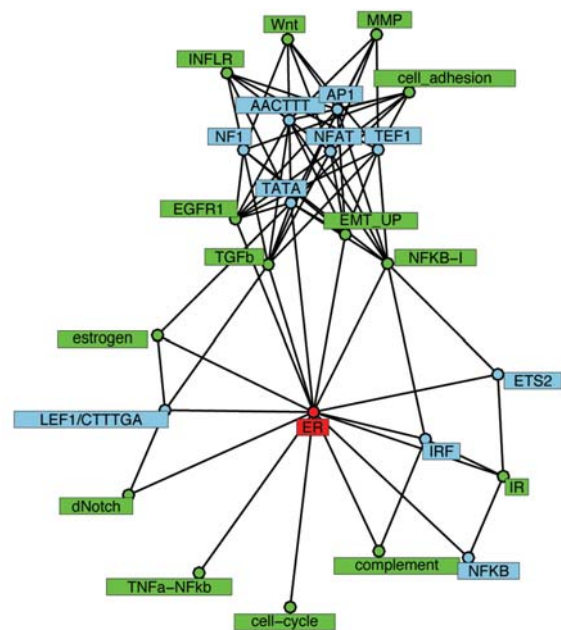 Wnt
MMP
INFLR
cell_adhesion
AP1
AACTTT
NF1
NFAT
TEF1
TATA
EGFR1
EMT_UP
TGFb
NFKB-I
estrogen
ETS2
LEF1/CTTTGA
ER
IRF
IR
dNotch
complement
NFKB
TNFa-NFkb
cell-cycle